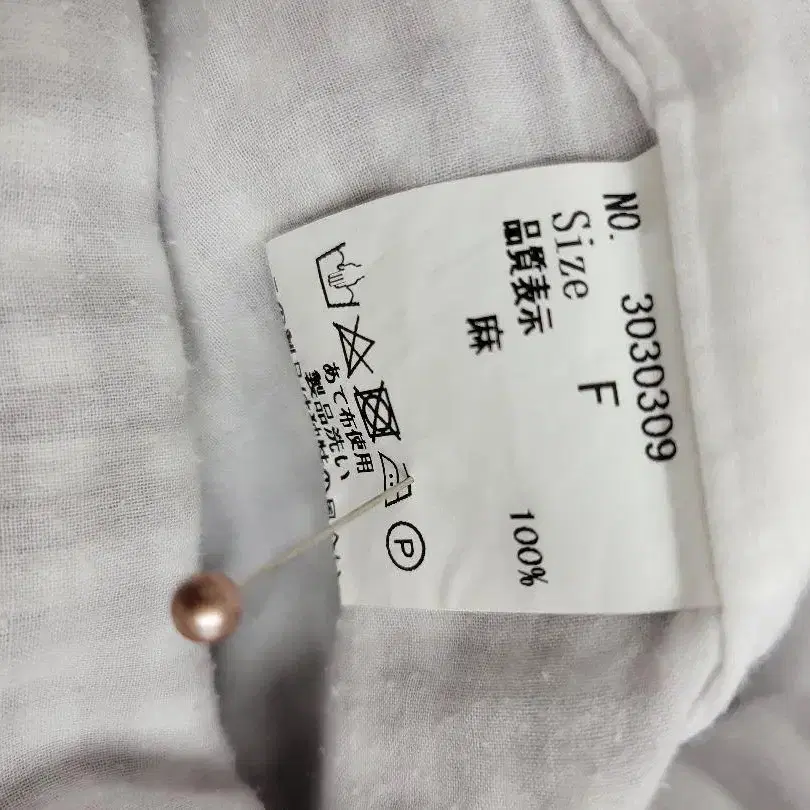 NO. 3030309
Size F
品質表示
麻 100%
P
あて布使用
製品洗い